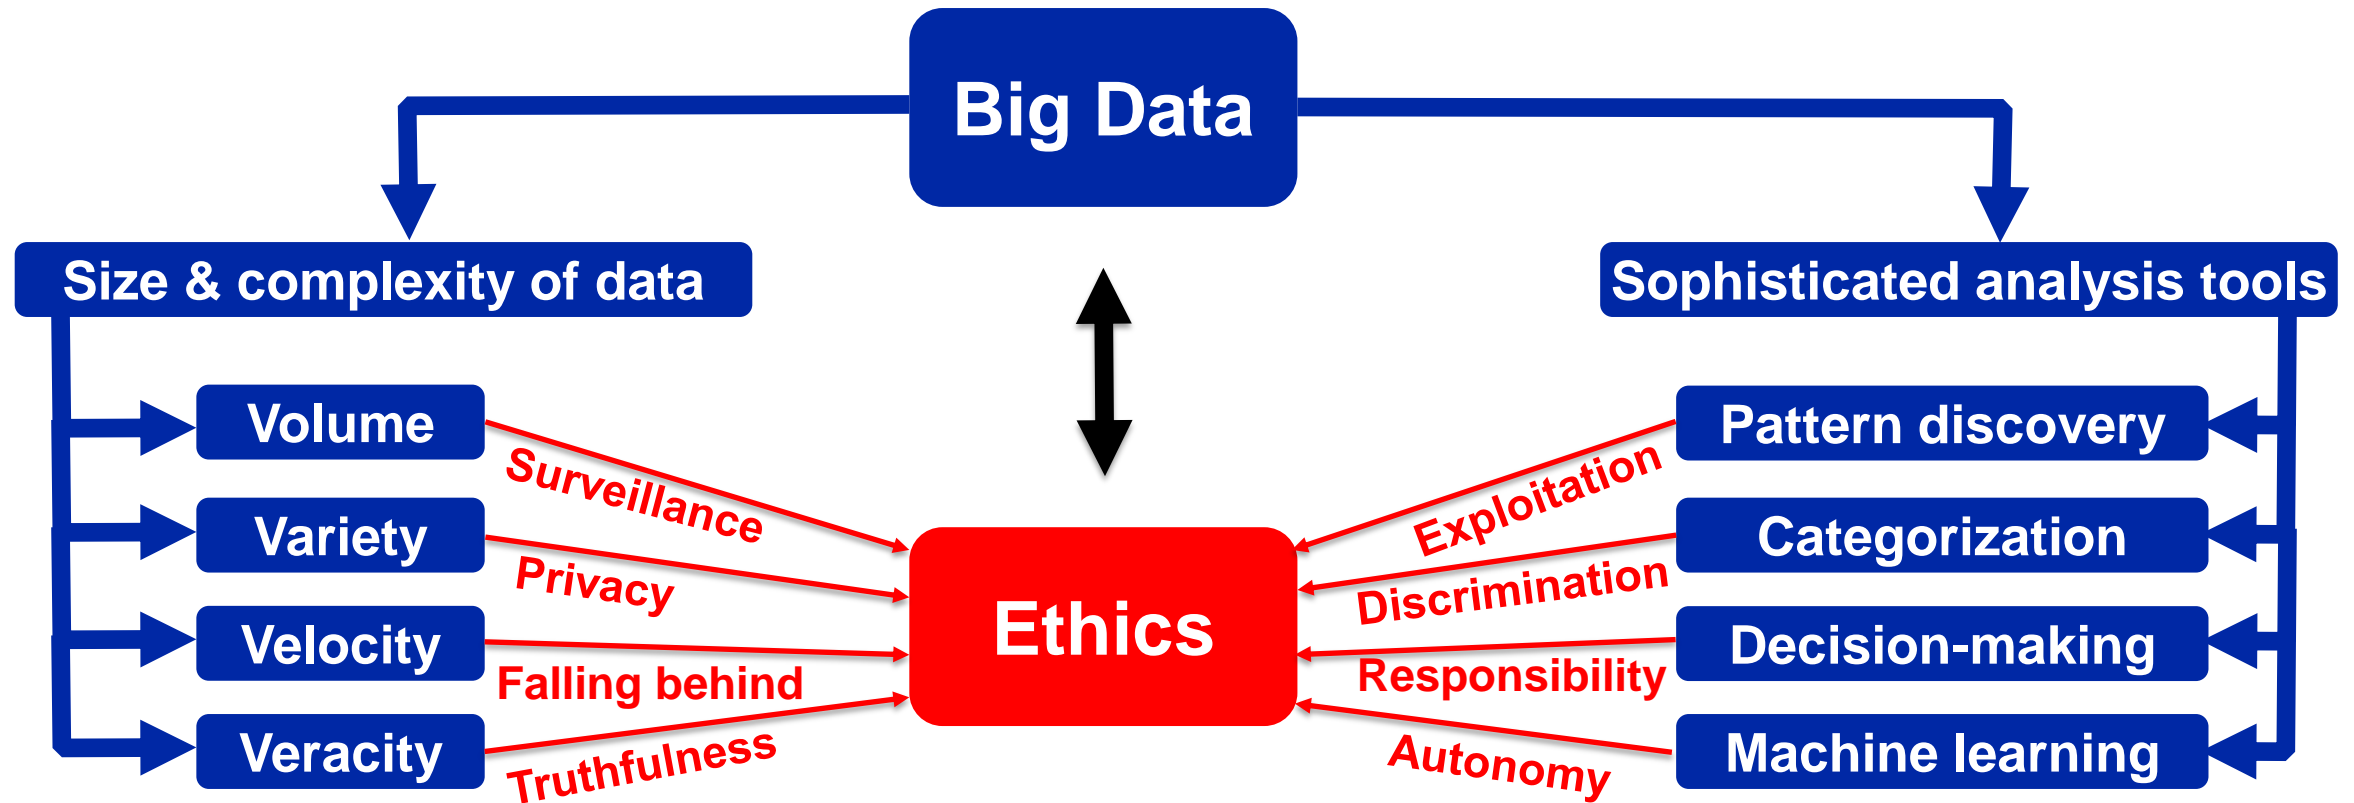 Big Data
Size & complexity of data
Sophisticated analysis tools
Volume
Surveillance
Variety
Privacy
Velocity
Falling behind
Veracity
Truthfulness
Ethics
Pattern discovery
Exploitation
Categorization
Discrimination
Decision-making
Responsibility
Machine learning
Autonomy